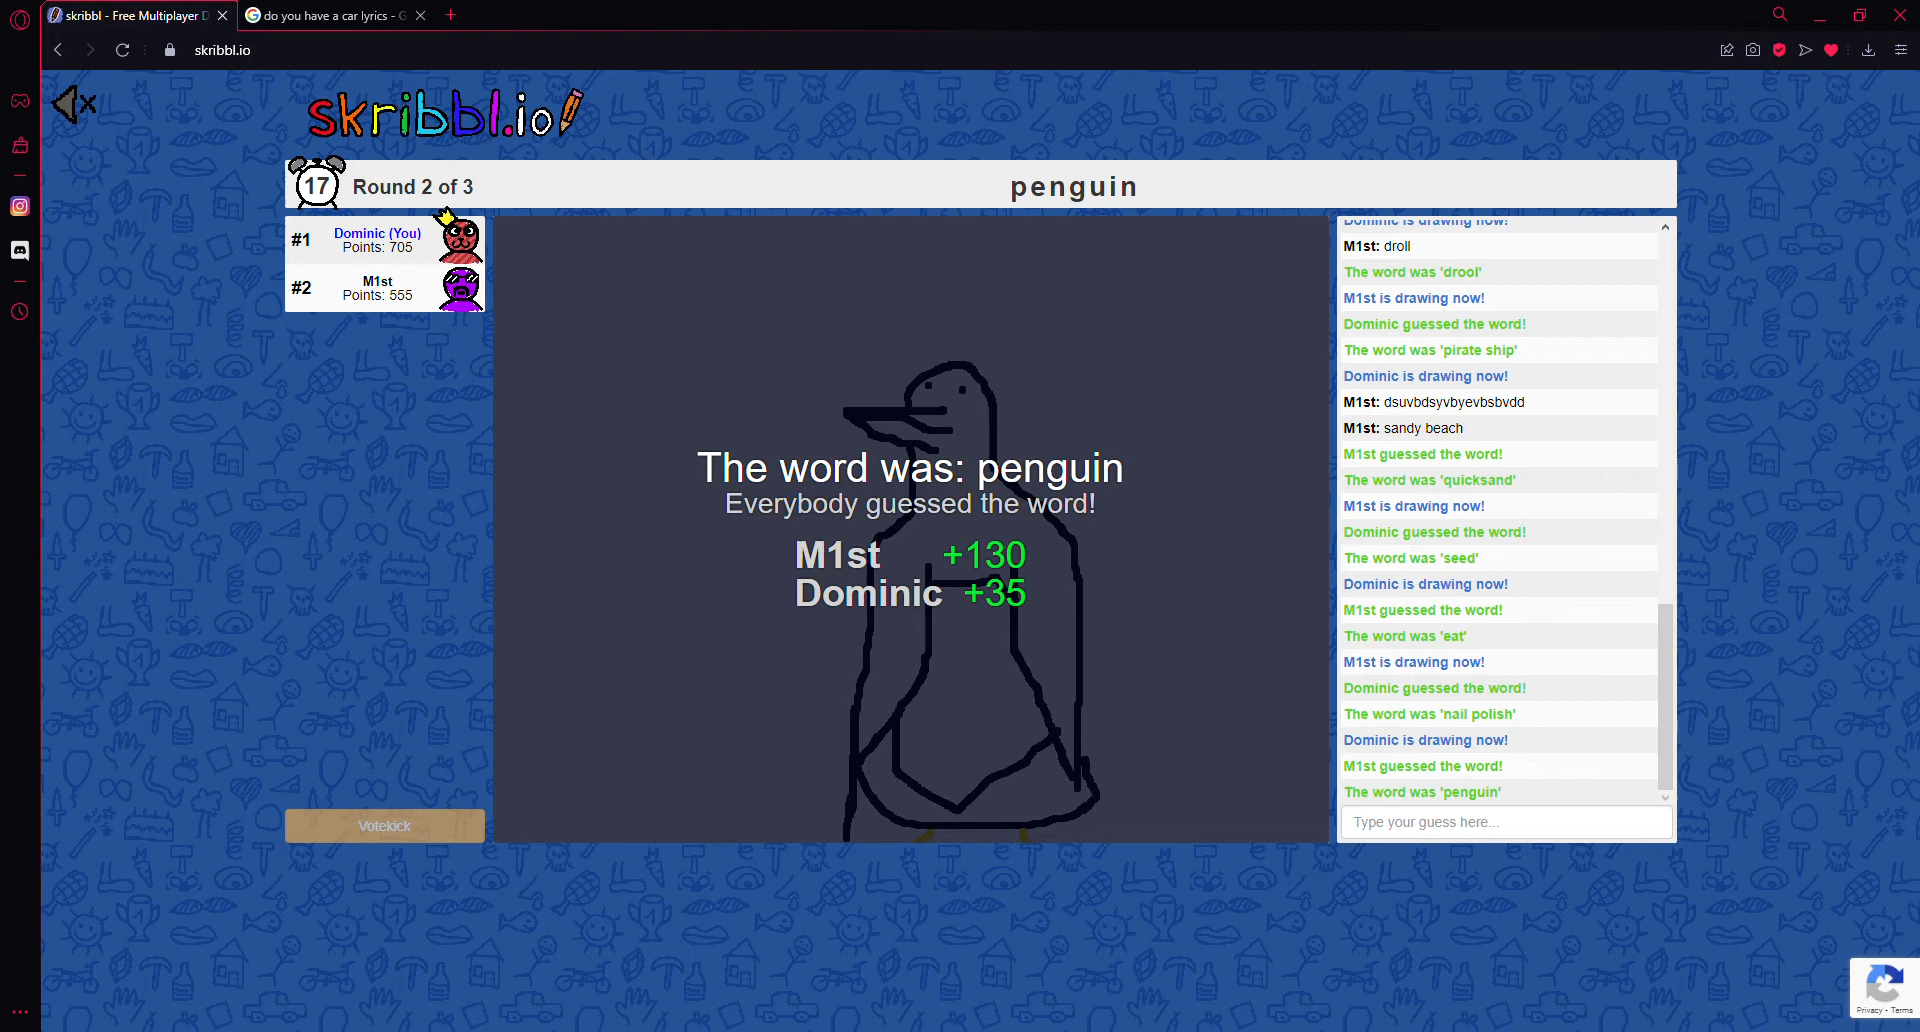 skribbl - Free Multiplayer D
do you have a car lyrics - G
skribbl.io
skribbl.io
17
Round 2 of 3
penguin
#1
Dominic (You)
Points: 705
#2
M1st
Points: 555
Votekick
The word was: penguin
Everybody guessed the word!
M1st +130
Dominic +35
Dominic is drawing now!
M1st: droll
The word was 'drool'
M1st is drawing now!
Dominic guessed the word!
The word was 'pirate ship'
Dominic is drawing now!
M1st: dsuvbdsyvbyevbsbvdd
M1st: sandy beach
M1st guessed the word!
The word was 'quicksand'
M1st is drawing now!
Dominic guessed the word!
The word was 'seed'
Dominic is drawing now!
M1st guessed the word!
The word was 'eat'
M1st is drawing now!
Dominic guessed the word!
The word was 'nail polish'
Dominic is drawing now!
M1st guessed the word!
The word was 'penguin'
Type your guess here...
Privacy - Terms